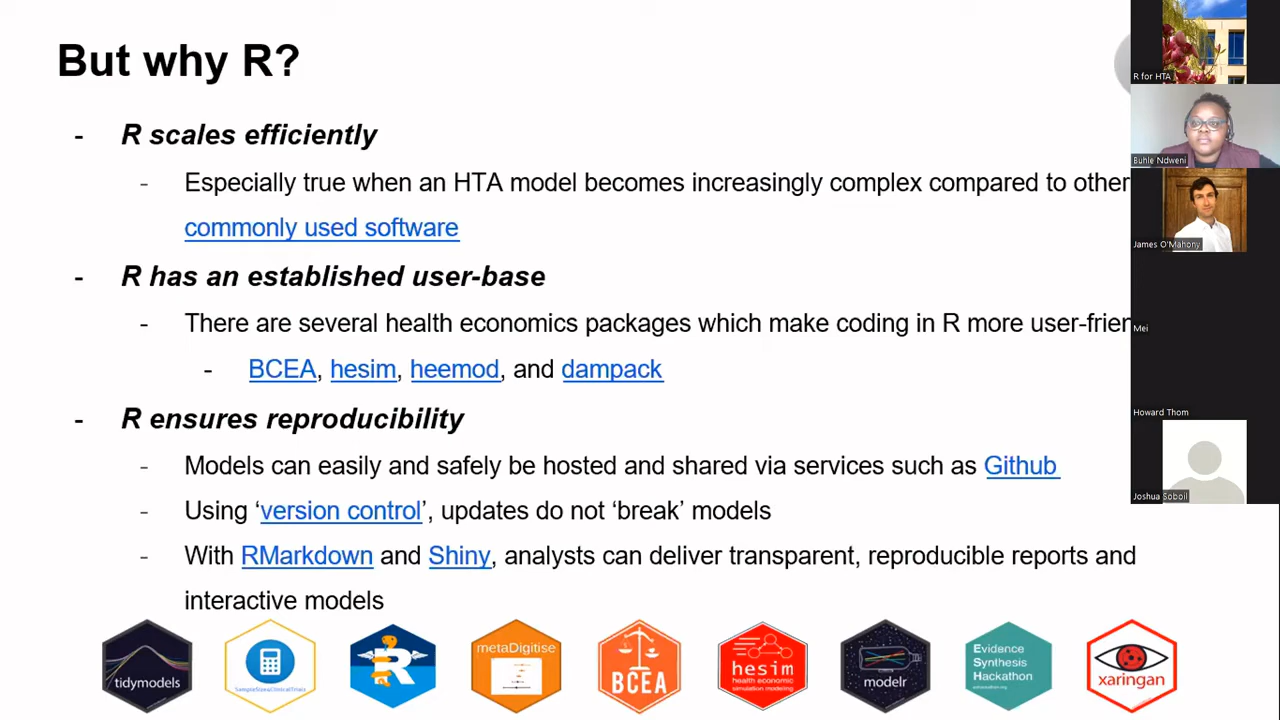 But why R?
- R scales efficiently
- Especially true when an HTA model becomes increasingly complex compared to other
commonly used software
- R has an established user-base
- There are several health economics packages which make coding in R more user-frien
- BCEA, hesim, heemod, and dampack
- R ensures reproducibility
- Models can easily and safely be hosted and shared via services such as Github
- Using ‘version control’, updates do not ‘break’ models
- With RMarkdown and Shiny, analysts can deliver transparent, reproducible reports and
interactive models
tidymodels
SampleSizeClinicalTrials
R
metaDigitise
BCEA
hesim
health economic
simulation modeling
modelr
Evidence
Synthesis
Hackathon
eshackathon.org
xaringan
R for HTA
Buhle Ndweni
James O'Mahony
Mei
Howard Thom
Joshua Soboil